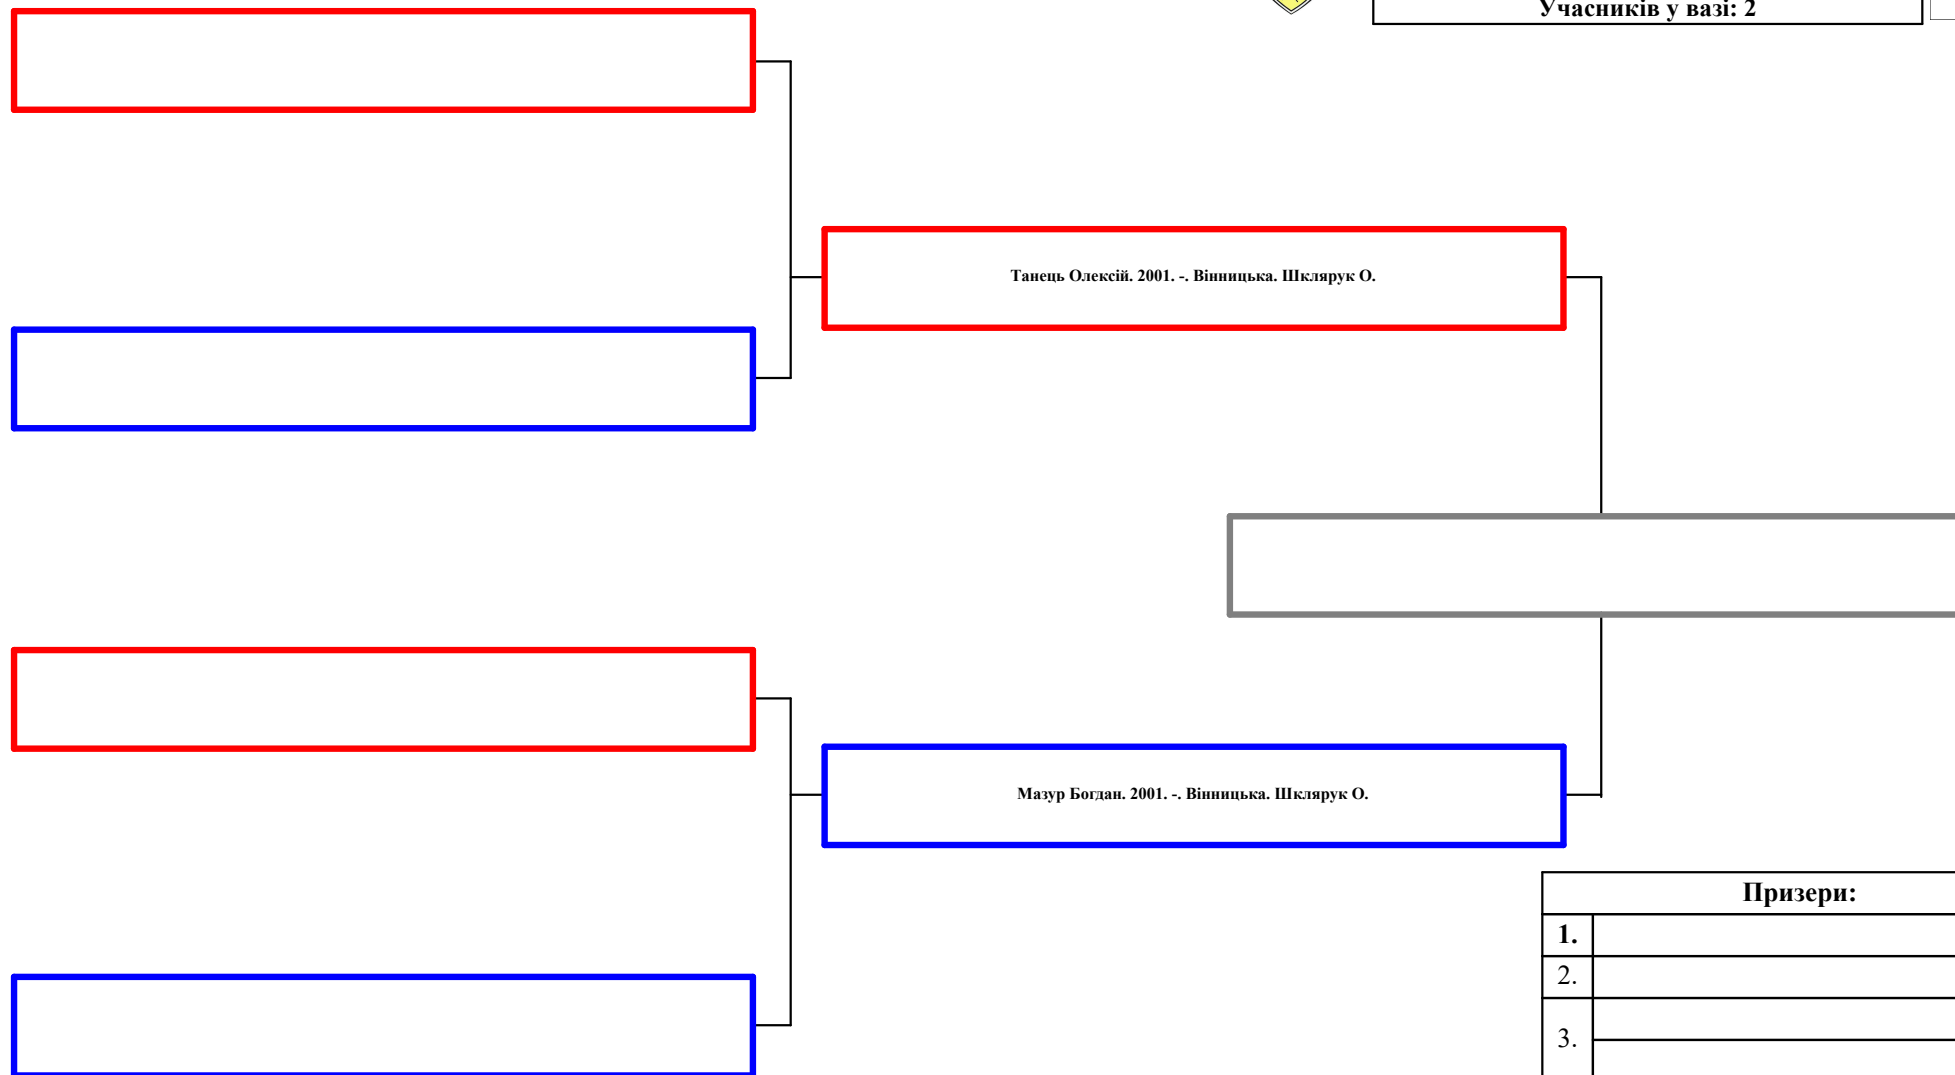 Учасників у вазі: 2
Танець Олексій. 2001. -. Вінницька. Шклярук О.
Мазур Богдан. 2001. -. Вінницька. Шклярук О.
Призери:
1.
2.
3.